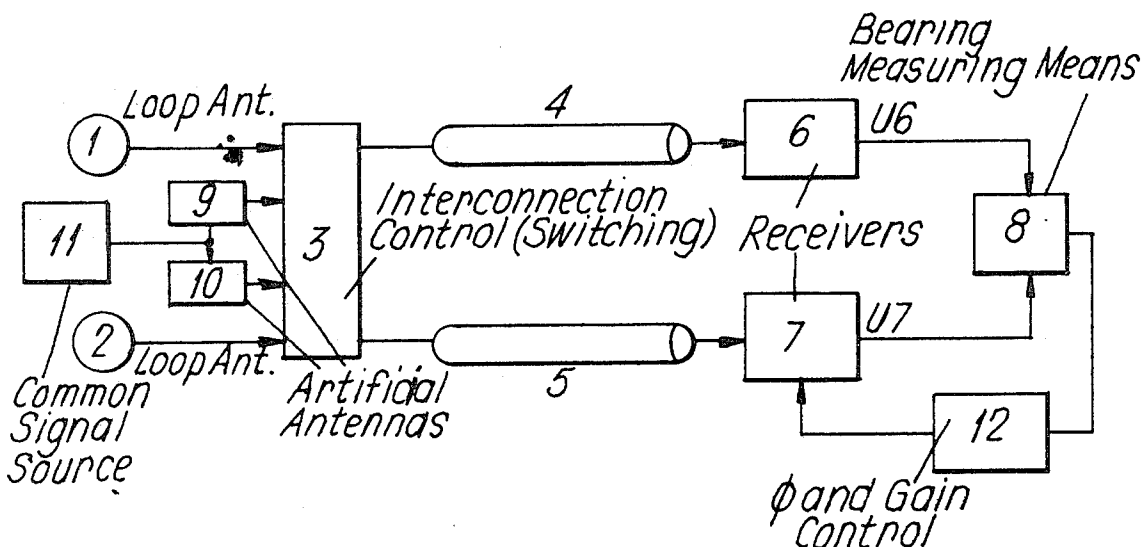 Bearing
Measuring Means
Loop Ant.
4
U6
1
6
9
Interconnection
Control (Switching)
Receivers
11
3
8
10
U7
2
7
Loop Ant.
5
Common
Signal
Source
Artificial
Antennas
12
ϕ and Gain
Control